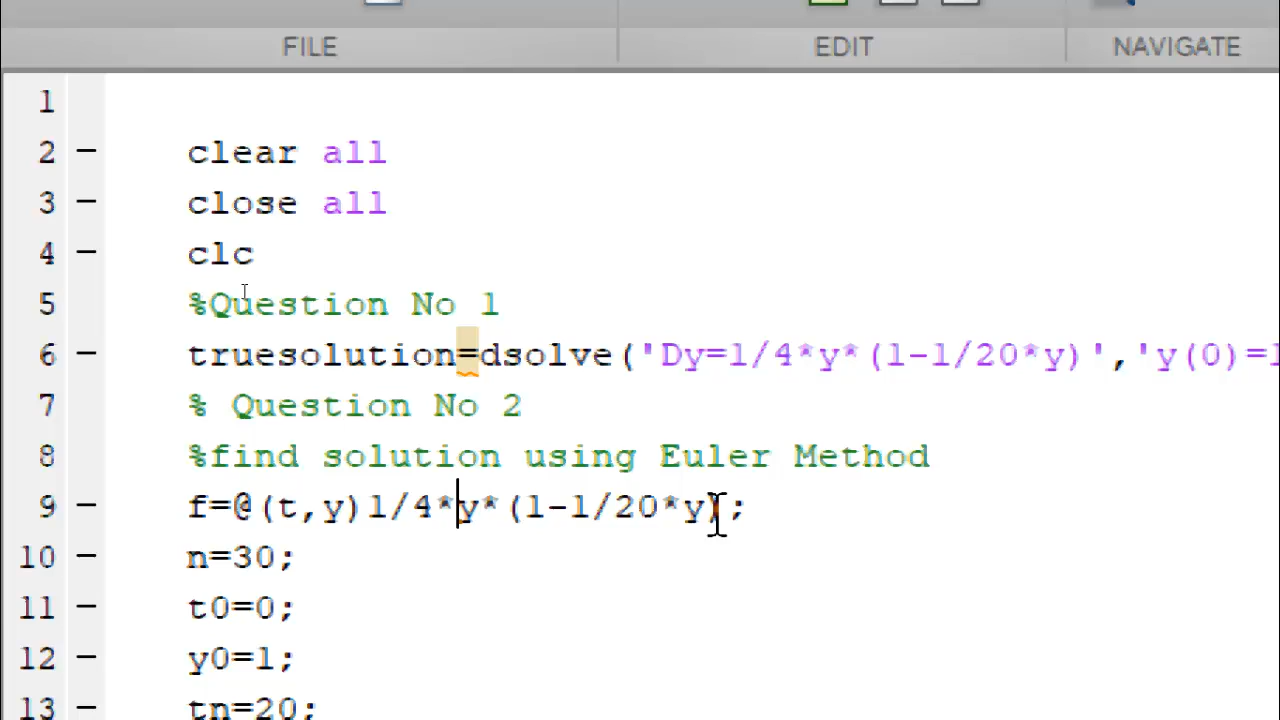 FILE EDIT NAVIGATE
1
2 – clear all
3 – close all
4 – clc
5 %Question No 1
6 – truesolution=dsolve('Dy=1/4*y*(1-1/20*y)','y(0)=1
7 % Question No 2
8 %find solution using Euler Method
9 – f=@(t,y)1/4*y*(1-1/20*y);
10 – n=30;
11 – t0=0;
12 – y0=1;
13 – tn=20;